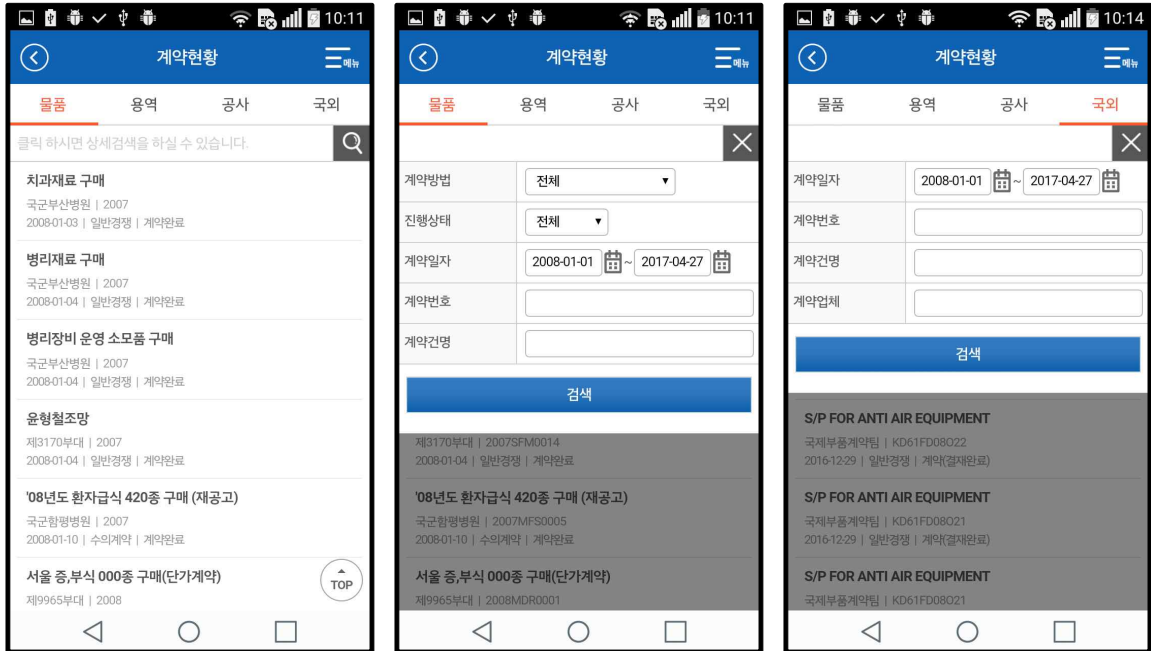 10:11
계약현황
메뉴
물품 용역 공사 국외
클릭 하시면 상세검색을 하실 수 있습니다.
치과재료 구매
국군부산병원 | 2007
2008-01-03 | 일반경쟁 | 계약완료
병리재료 구매
국군부산병원 | 2007
2008-01-04 | 일반경쟁 | 계약완료
병리장비 운영 소모품 구매
국군부산병원 | 2007
2008-01-04 | 일반경쟁 | 계약완료
윤형철조망
제3170부대 | 2007
2008-01-04 | 일반경쟁 | 계약완료
'08년도 환자급식 420종 구매 (재공고)
국군함평병원 | 2007
2008-01-10 | 수의계약 | 계약완료
서울 증,부식 000종 구매(단가계약)
제9965부대 | 2008
TOP
10:11
계약현황
메뉴
물품 용역 공사 국외
계약방법 전체
진행상태 전체
계약일자 2008-01-01 ~ 2017-04-27
계약번호
계약건명
검색
제3170부대 | 2007SFM0014
2008-01-04 | 일반경쟁 | 계약완료
'08년도 환자급식 420종 구매 (재공고)
국군함평병원 | 2007MFS0005
2008-01-10 | 수의계약 | 계약완료
서울 증,부식 000종 구매(단가계약)
제9965부대 | 2008MDR0001
10:14
계약현황
메뉴
물품 용역 공사 국외
계약일자 2008-01-01 ~ 2017-04-27
계약번호
계약건명
계약업체
검색
S/P FOR ANTI AIR EQUIPMENT
국제부품계약팀 | KD61FD08O22
2016-12-29 | 일반경쟁 | 계약(결재완료)
S/P FOR ANTI AIR EQUIPMENT
국제부품계약팀 | KD61FD08O21
2016-12-29 | 일반경쟁 | 계약(결재완료)
S/P FOR ANTI AIR EQUIPMENT
국제부품계약팀 | KD61FD08O21